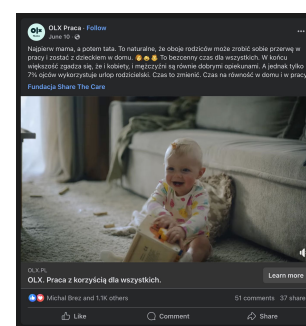 OLX Praca · Follow
June 10 ·
Najpierw mama, a potem tata. To naturalne, że oboje rodziców może zrobić sobie przerwę w
pracy i zostać z dzieckiem w domu. To bezcenny czas dla wszystkich. W końcu
większość zgadza się, że i kobiety, i mężczyźni są równie dobrymi opiekunami. A jednak tylko
7% ojców wykorzystuje urlop rodzicielski. Czas to zmienić. Czas na równość w domu i w pracy
Fundacja Share The Care
OLX.PL
OLX. Praca z korzyścią dla wszystkich.
Learn more
Michal Brez and 1.1K others
51 comments 37 share
Like
Comment
Share